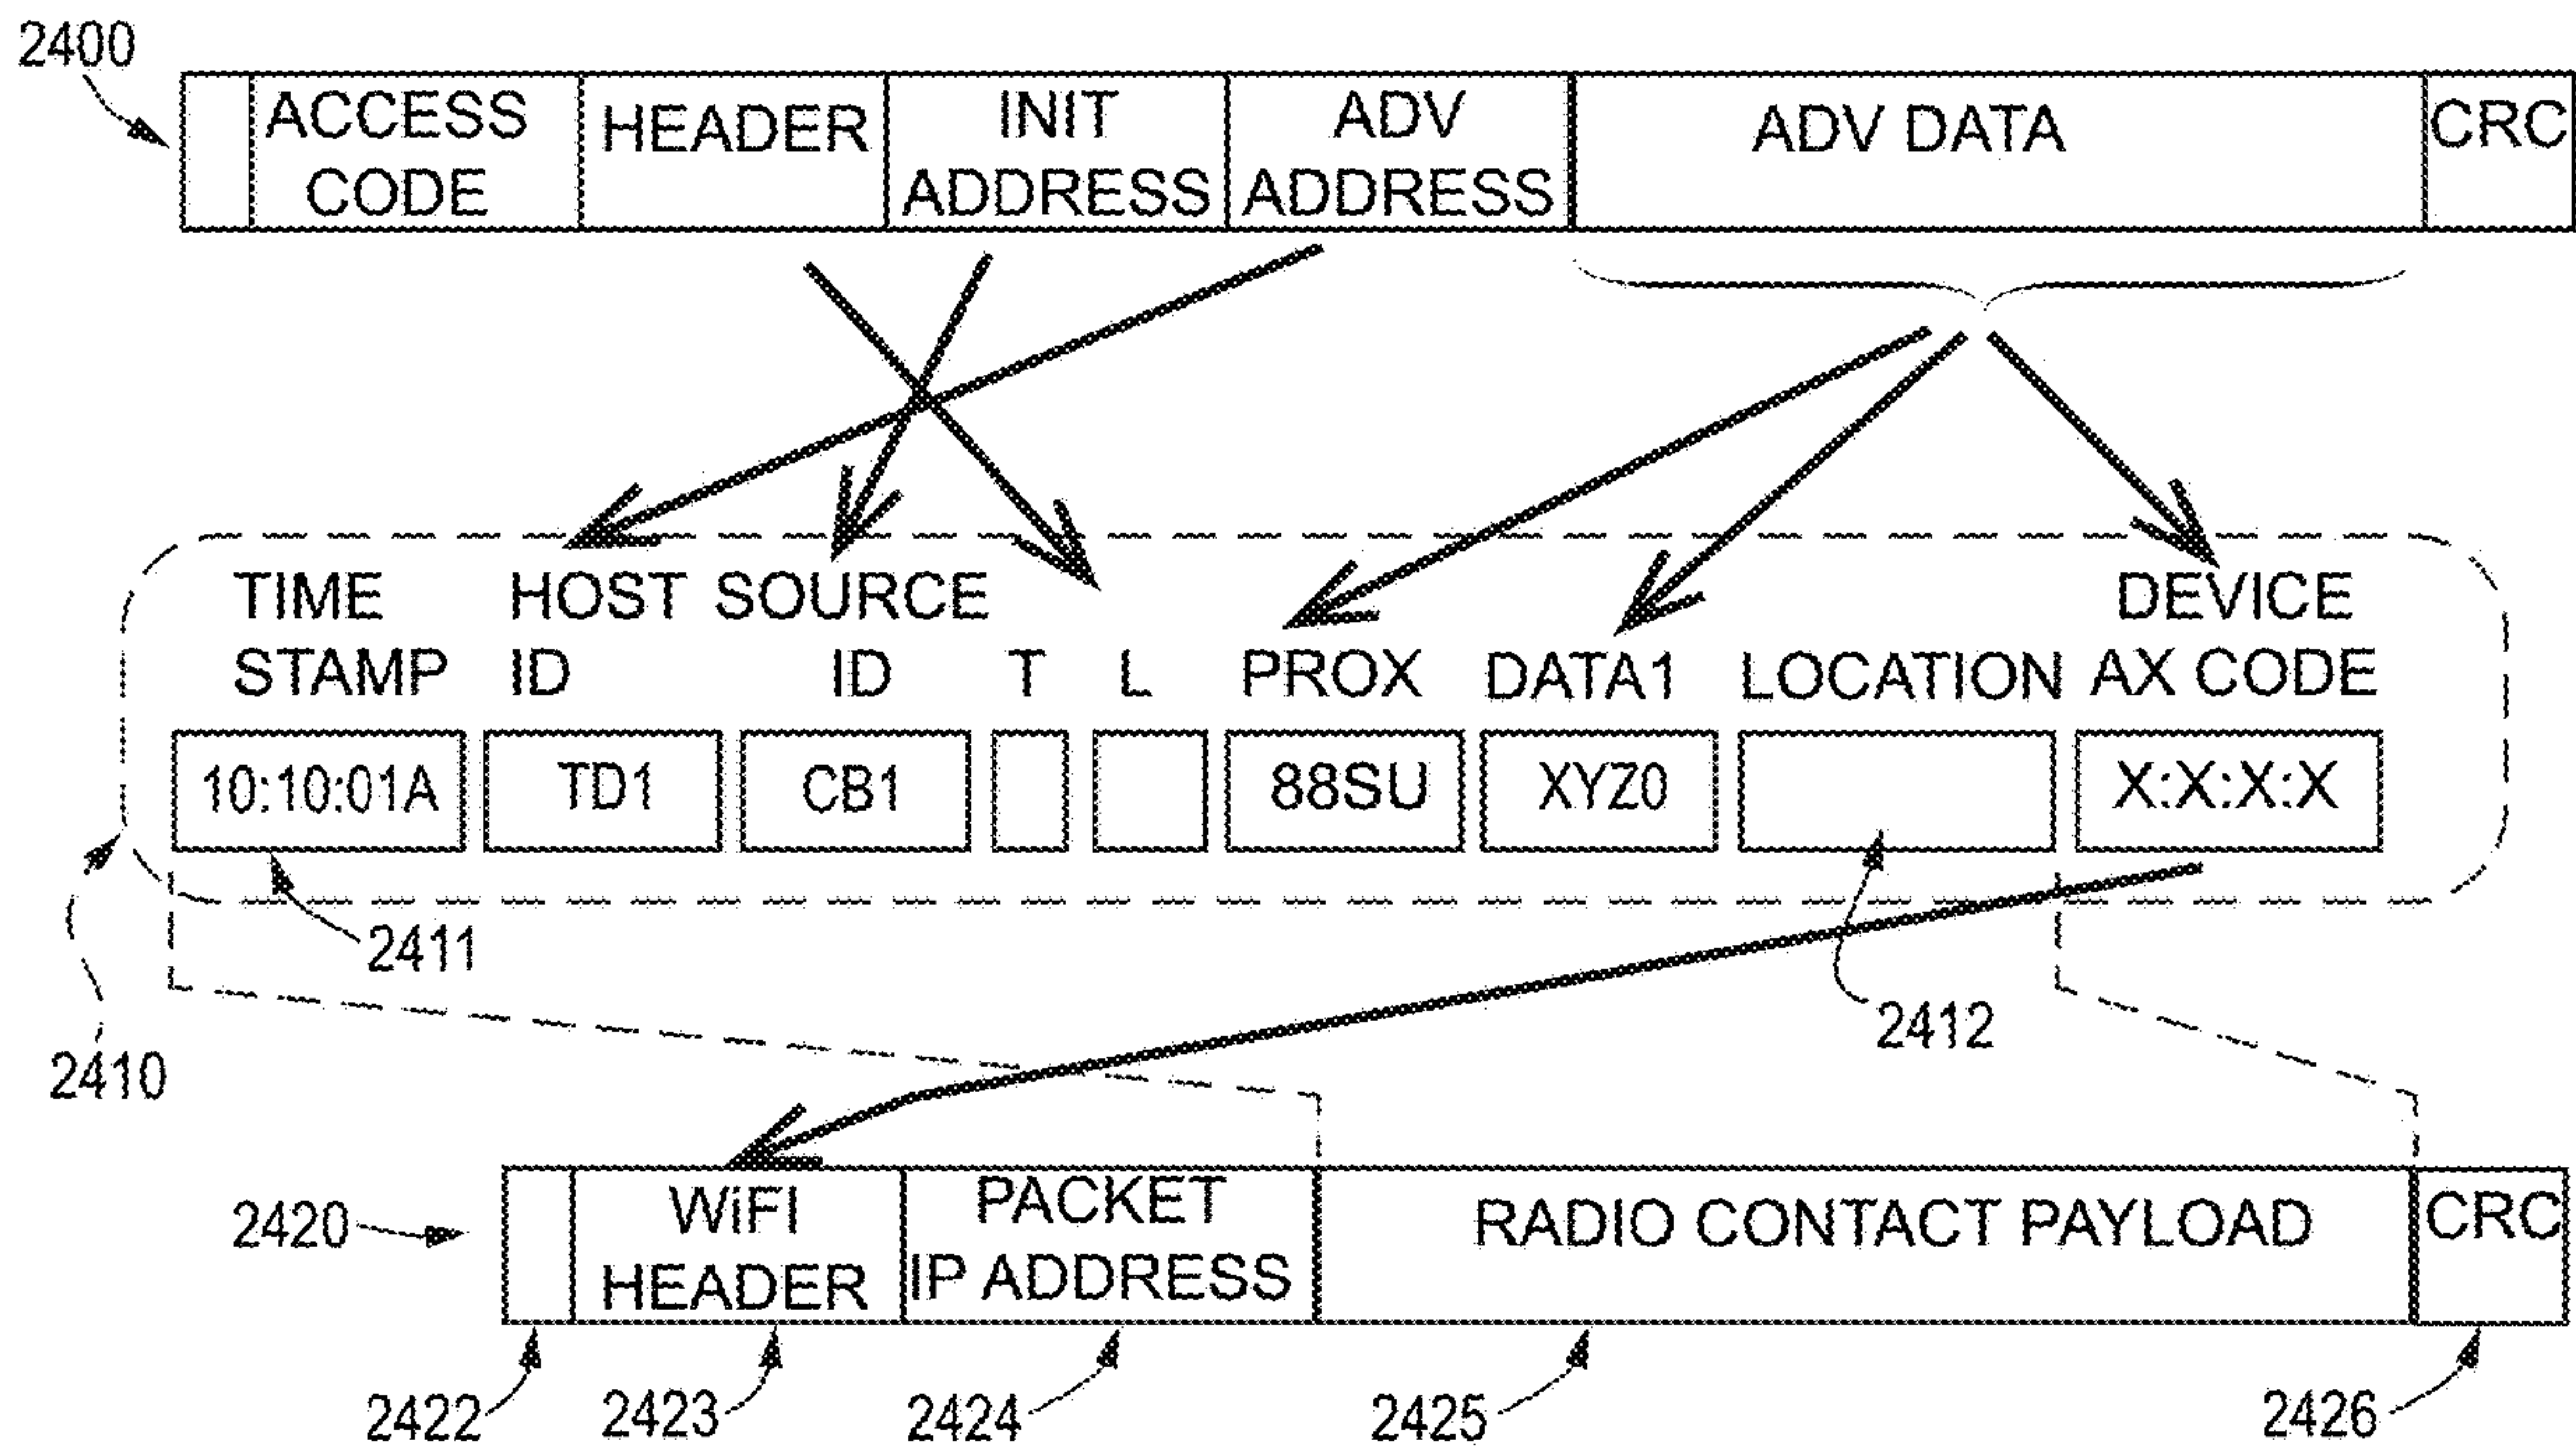 2400
ACCESS CODE HEADER INIT ADDRESS ADV ADDRESS ADV DATA CRC
TIME HOST SOURCE DEVICE
STAMP ID ID T L PROX DATA1 LOCATION AX CODE
10:10:01A TD1 CB1 88SU XYZ0 X:X:X:X
2411
2412
2410
2420
WiFI HEADER PACKET IP ADDRESS RADIO CONTACT PAYLOAD CRC
2422 2423 2424 2425 2426